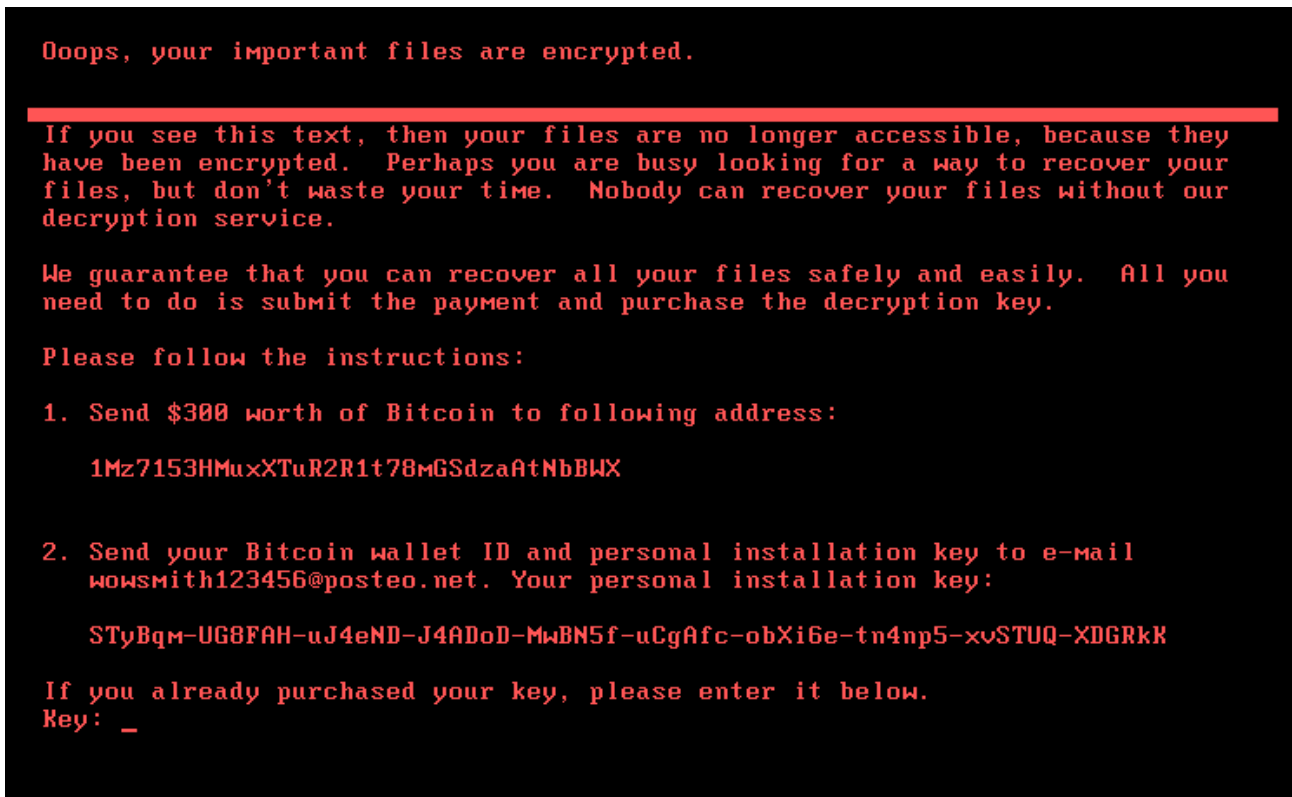 Ooops, your important files are encrypted.
If you see this text, then your files are no longer accessible, because they
have been encrypted.  Perhaps you are busy looking for a way to recover your
files, but don't waste your time.  Nobody can recover your files without our
decryption service.
We guarantee that you can recover all your files safely and easily.  All you
need to do is submit the payment and purchase the decryption key.
Please follow the instructions:
1. Send $300 worth of Bitcoin to following address:
1Mz7153HMuxXTuR2R1t78mGSdzaAtNbBWX
2. Send your Bitcoin wallet ID and personal installation key to e-mail
wowsmith123456@posteo.net. Your personal installation key:
STyBqm-UG8FAH-uJ4eND-J4ADoD-MwBN5f-uCgAfc-obXi6e-tn4np5-xvSTUQ-XDGRkK
If you already purchased your key, please enter it below.
Key: _